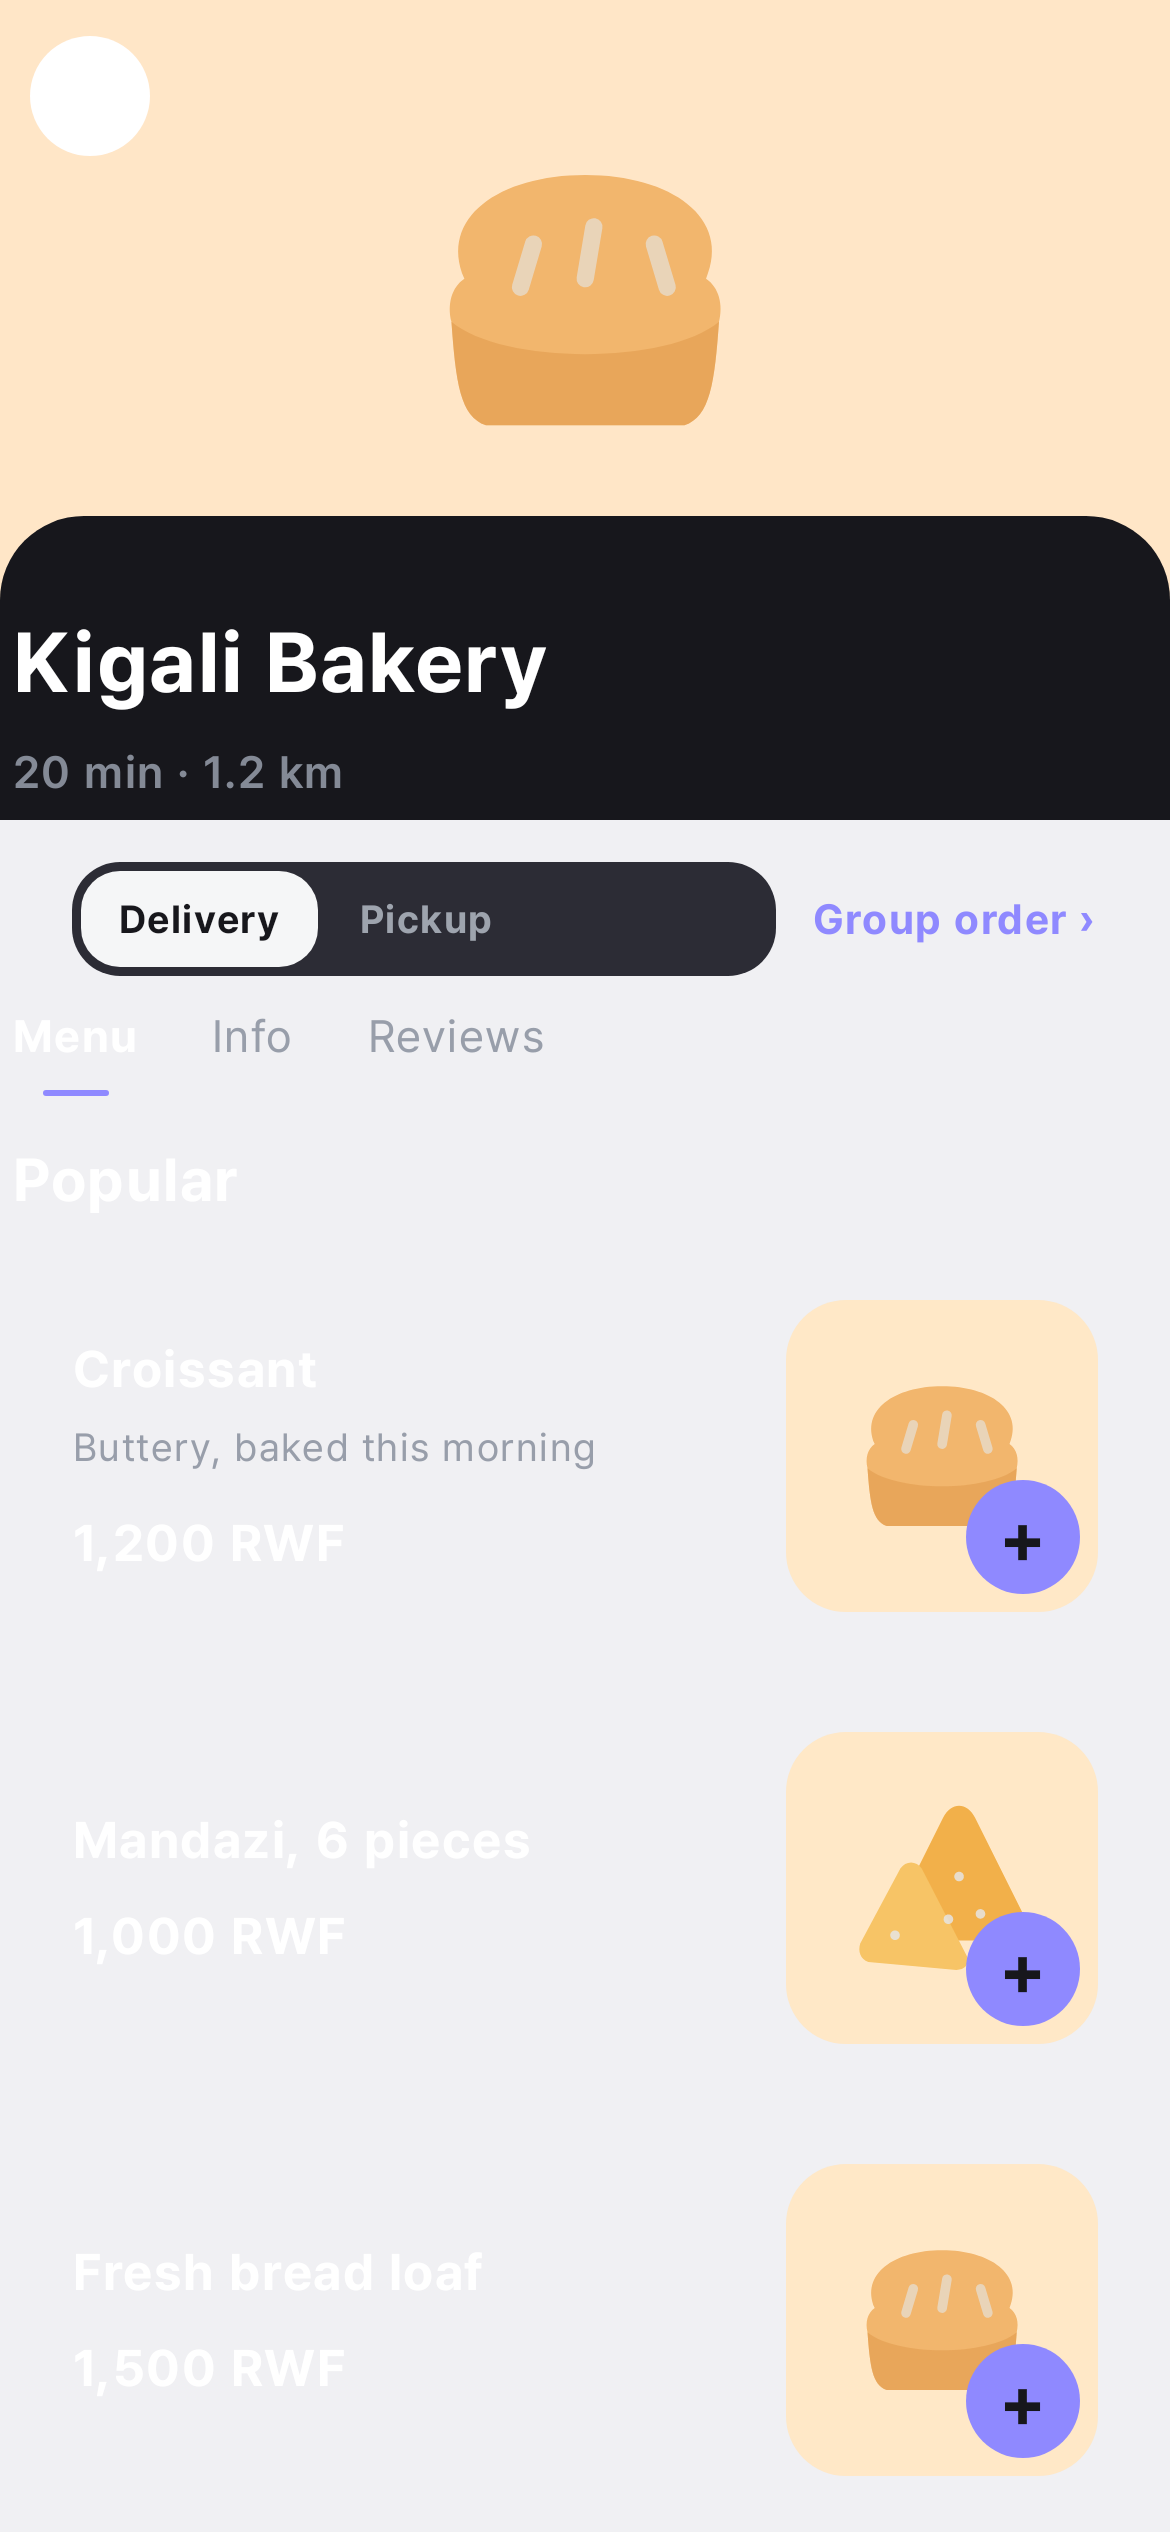 Kigali Bakery
20 min · 1.2 km
Delivery Pickup Group order ›
Menu Info Reviews
Popular
Croissant
Buttery, baked this morning
1,200 RWF
+
Mandazi, 6 pieces
1,000 RWF
+
Fresh bread loaf
1,500 RWF
+